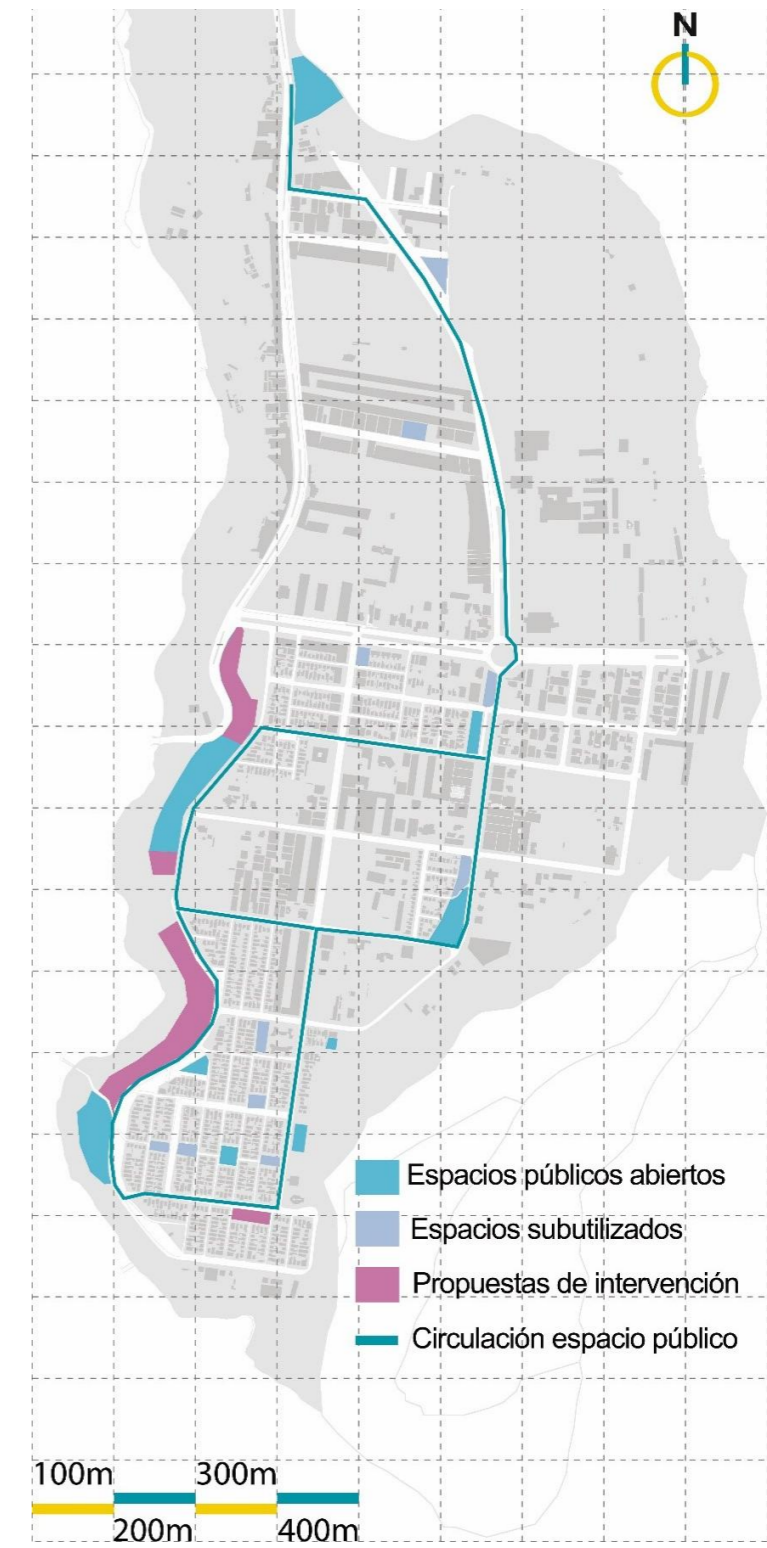 N
Espacios públicos abiertos
Espacios subutilizados
Propuestas de intervención
Circulación espacio público
100m 300m
200m 400m